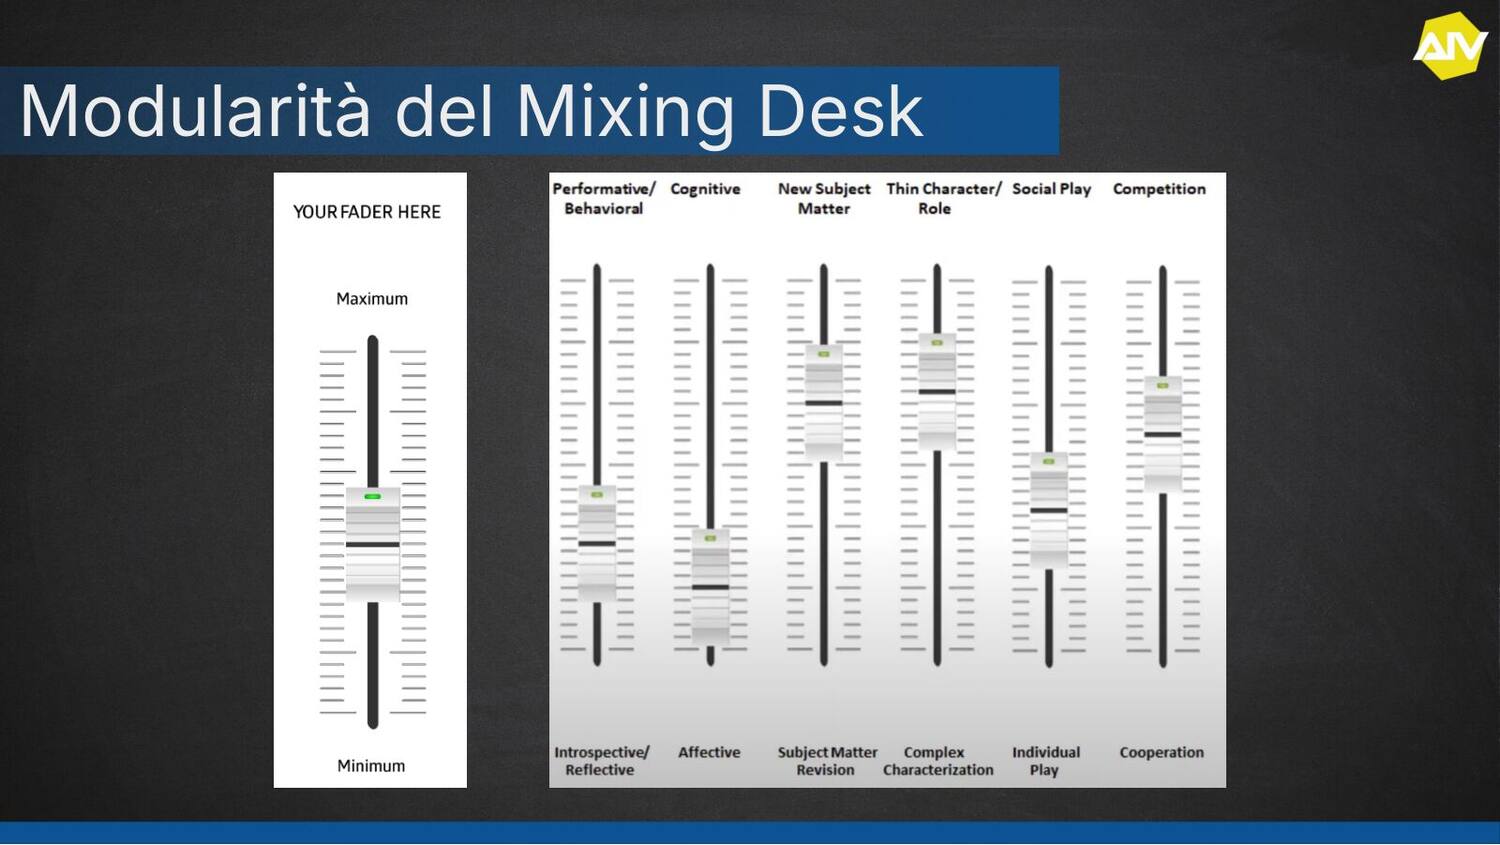 AIV
Modularità del Mixing Desk
YOUR FADER HERE
Maximum
Minimum
Performative/
Behavioral
Cognitive
New Subject
Matter
Thin Character/
Role
Social Play
Competition
Introspective/
Reflective
Affective
Subject Matter
Revision
Complex
Characterization
Individual
Play
Cooperation